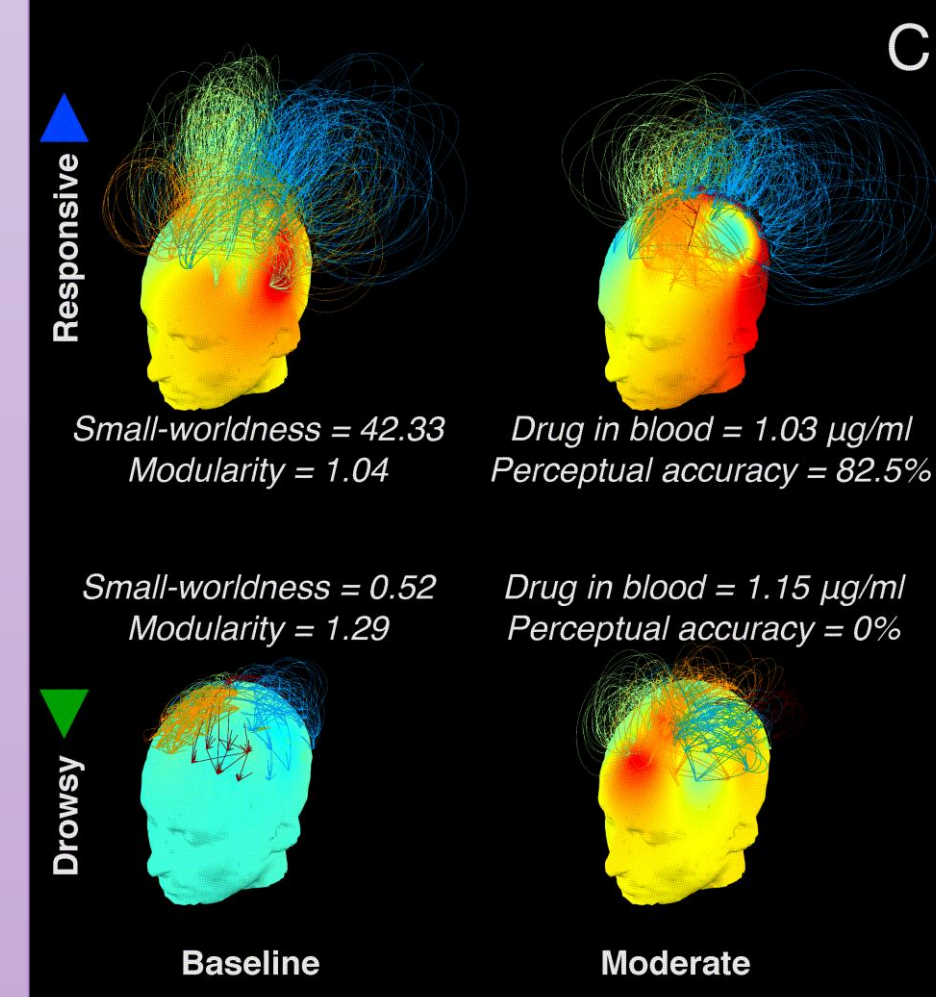 C
Responsive
Small-worldness = 42.33
Modularity = 1.04
Drug in blood = 1.03 µg/ml
Perceptual accuracy = 82.5%
Small-worldness = 0.52
Modularity = 1.29
Drug in blood = 1.15 µg/ml
Perceptual accuracy = 0%
Drowsy
Baseline
Moderate